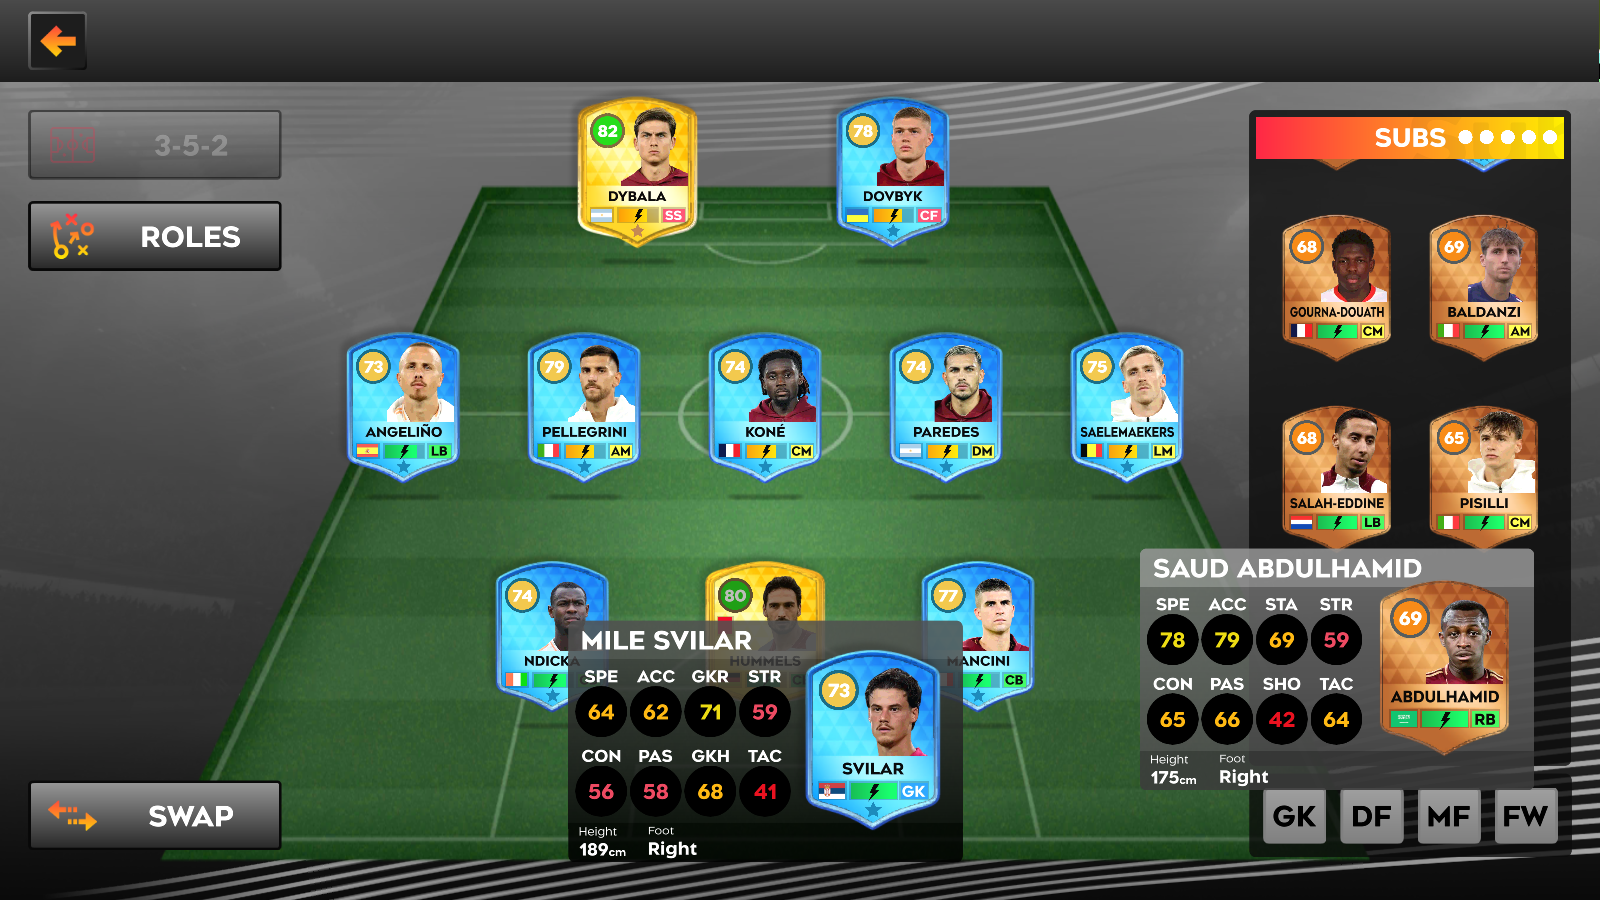 SUBS
3-5-2
ROLES
82
DYBALA
SS
78
DOVBYK
CF
68
GOURNA-DOUATH
CM
69
BALDANZI
AM
73
ANGELIÑO
LB
79
PELLEGRINI
AM
74
KONÉ
CM
74
PAREDES
DM
75
SAELEMAEKERS
LM
68
SALAH-EDDINE
LB
65
PISILLI
CM
74
NDICKA
80
HUMMELS
77
MANCINI
CB
MILE SVILAR
SPE ACC GKR STR
64 62 71 59
CON PAS GKH TAC
56 58 68 41
Height Foot
189cm Right
73
SVILAR
GK
SAUD ABDULHAMID
SPE ACC STA STR
78 79 69 59
CON PAS SHO TAC
65 66 42 64
Height Foot
175cm Right
69
ABDULHAMID
RB
SWAP
GK DF MF FW